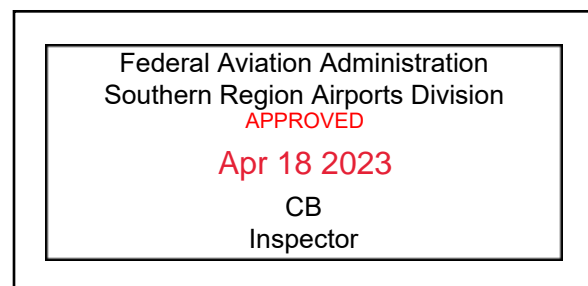 Federal Aviation Administration
Southern Region Airports Division
APPROVED
Apr 18 2023
CB
Inspector